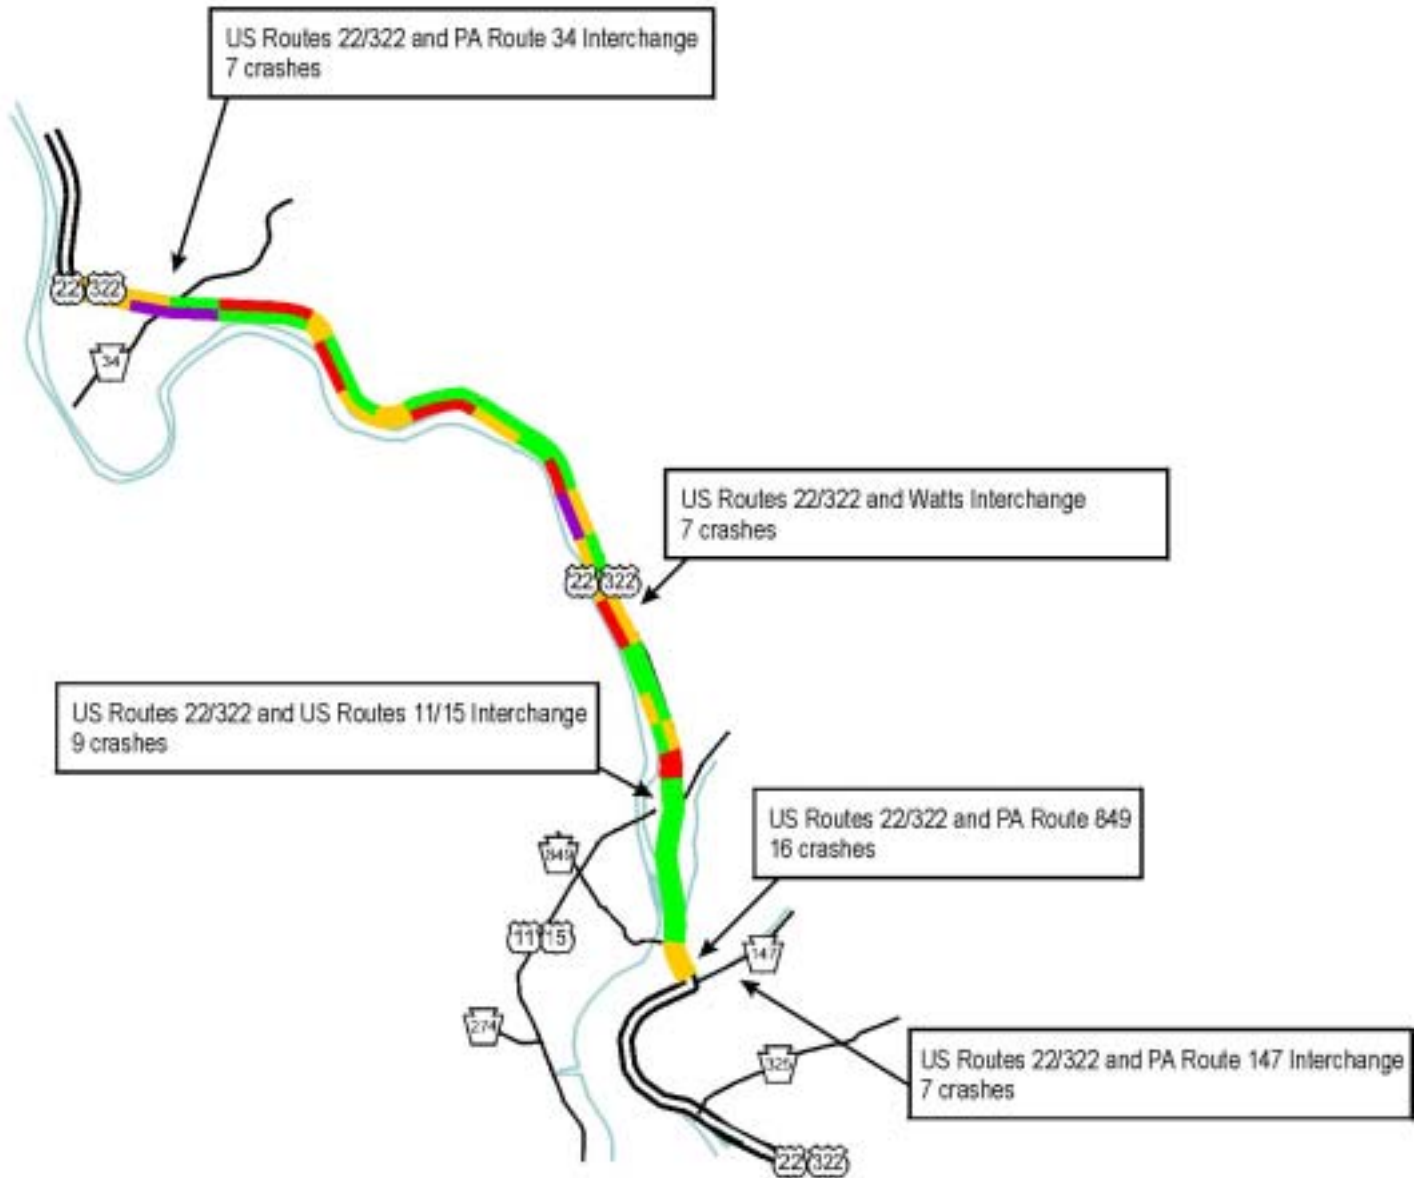 US Routes 22/322 and PA Route 34 Interchange
7 crashes
22 322
34
US Routes 22/322 and Watts Interchange
7 crashes
22 322
US Routes 22/322 and US Routes 11/15 Interchange
9 crashes
US Routes 22/322 and PA Route 849
16 crashes
849
11 15
147
274
325
US Routes 22/322 and PA Route 147 Interchange
7 crashes
22 322